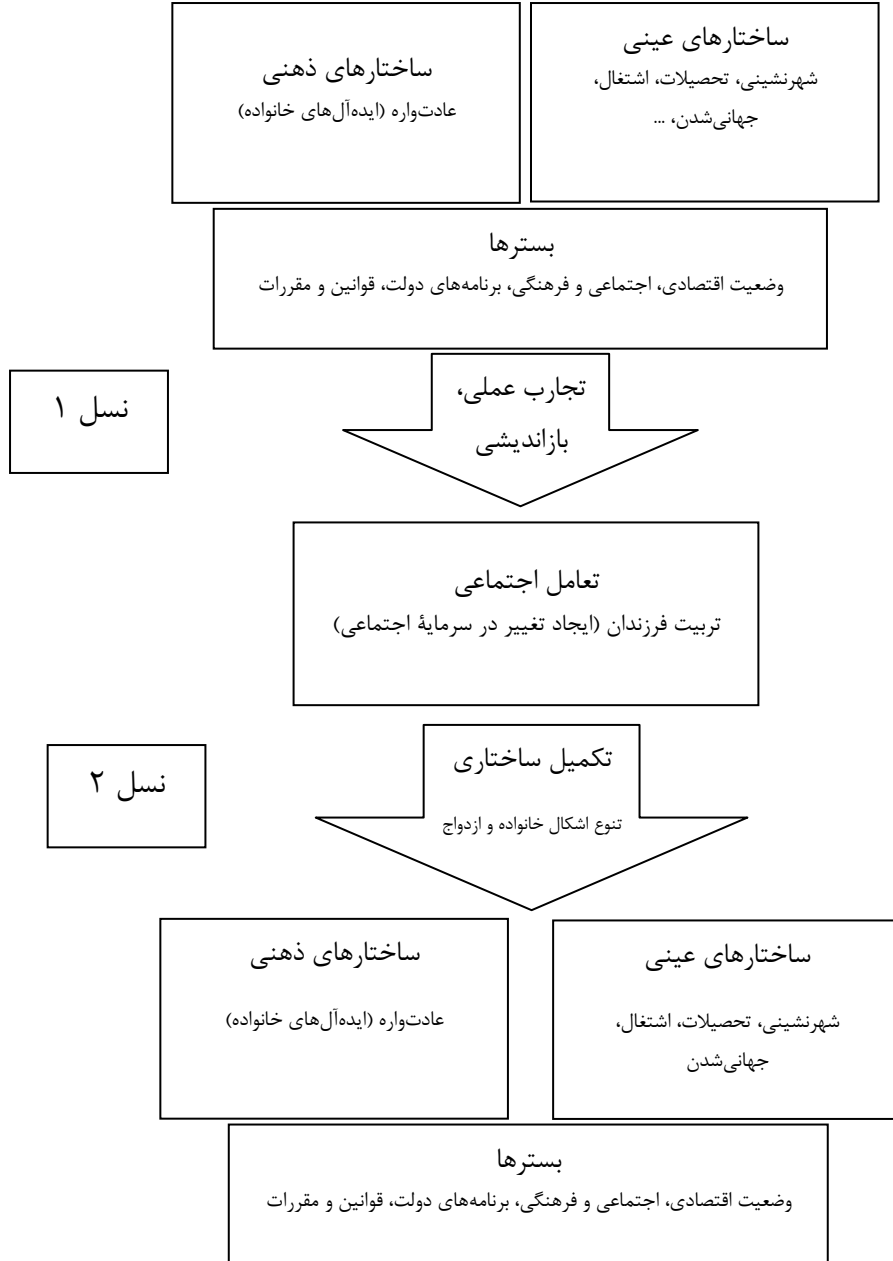 ساختارهای عینی
شهرنشینی، تحصیلات، اشتغال،
جهانی‌شدن، ...
ساختارهای ذهنی
عادت‌واره (ایده‌آل‌های خانواده)
بسترها
وضعیت اقتصادی، اجتماعی و فرهنگی، برنامه‌های دولت، قوانین و مقررات
تجارب عملی،
بازاندیشی
نسل ۱
تعامل اجتماعی
تربیت فرزندان (ایجاد تغییر در سرمایۀ اجتماعی)
تکمیل ساختاری
تنوع اشکال خانواده و ازدواج
نسل ۲
ساختارهای عینی
شهرنشینی، تحصیلات، اشتغال،
جهانی‌شدن
ساختارهای ذهنی
عادت‌واره (ایده‌آل‌های خانواده)
بسترها
وضعیت اقتصادی، اجتماعی و فرهنگی، برنامه‌های دولت، قوانین و مقررات